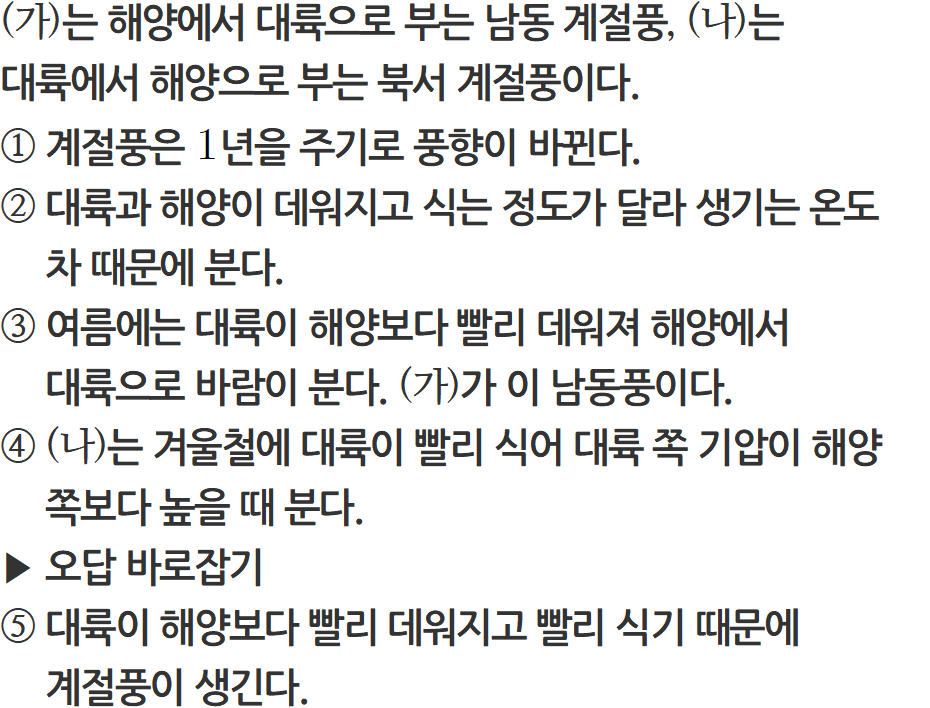 (가)는 해양에서 대륙으로 부는 남동 계절풍, (나)는
대륙에서 해양으로 부는 북서 계절풍이다.
① 계절풍은 1년을 주기로 풍향이 바뀐다.
② 대륙과 해양이 데워지고 식는 정도가 달라 생기는 온도
차 때문에 분다.
③ 여름에는 대륙이 해양보다 빨리 데워져 해양에서
대륙으로 바람이 분다. (가)가 이 남동풍이다.
④ (나)는 겨울철에 대륙이 빨리 식어 대륙 쪽 기압이 해양
쪽보다 높을 때 분다.
▶ 오답 바로잡기
⑤ 대륙이 해양보다 빨리 데워지고 빨리 식기 때문에
계절풍이 생긴다.